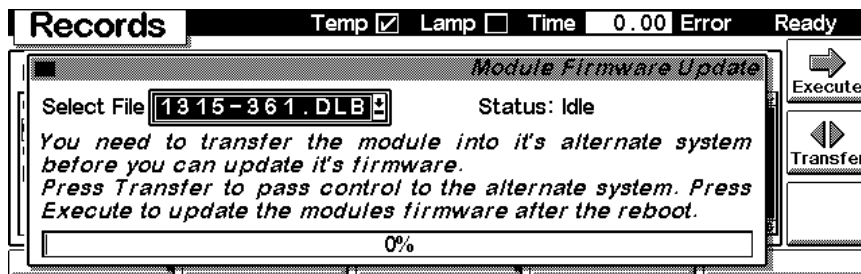 Records Temp Lamp Time 0.00 Error Ready
Module Firmware Update
Execute
Select File 1315-361.DLB Status: Idle
You need to transfer the module into it's alternate system
before you can update it's firmware.
Transfer
Press Transfer to pass control to the alternate system. Press
Execute to update the modules firmware after the reboot.
0%